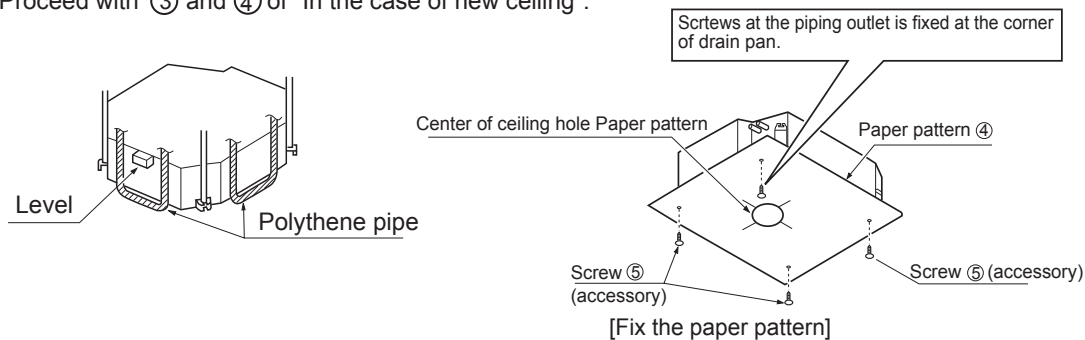 Proceed with ③ and ④ of "In the case of new ceiling".
Scrtews at the piping outlet is fixed at the corner
of drain pan.
Center of ceiling hole Paper pattern
Paper pattern ④
Level
Polythene pipe
Screw ⑤
(accessory)
Screw ⑤ (accessory)
[Fix the paper pattern]